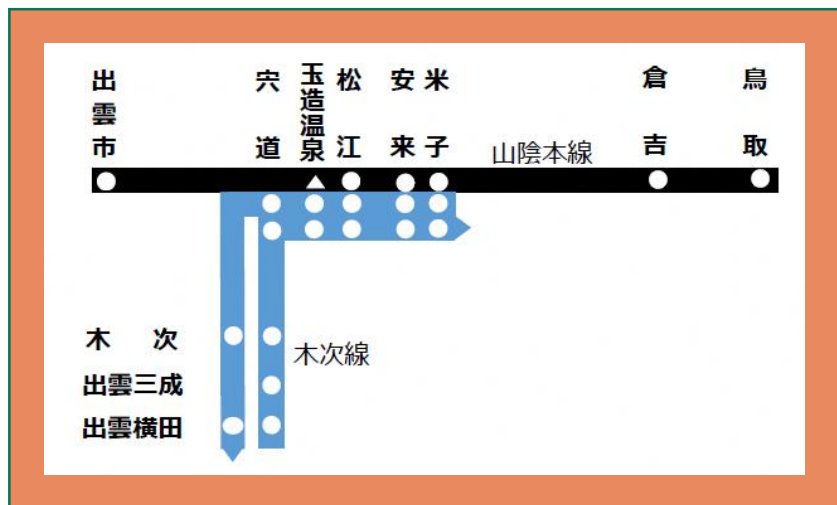 出雲市
宍道
玉造温泉
松江
安来
米子
倉吉
鳥取
山陰本線
木次
木次線
出雲三成
出雲横田